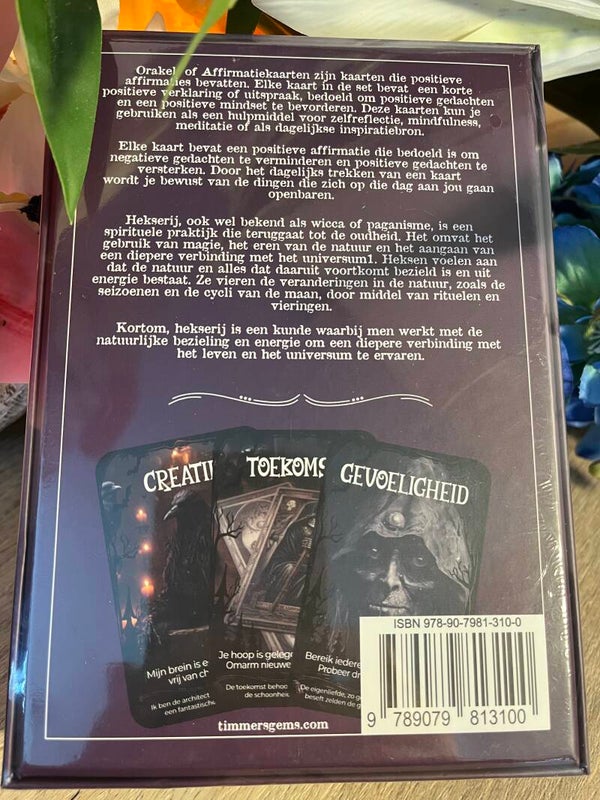 Orakel of Affirmatiekaarten zijn kaarten die positieve
affirmaties bevatten. Elke kaart in de set bevat een korte
positieve verklaring of uitspraak, bedoeld om positieve gedachten
en een positieve mindset te bevorderen. Deze kaarten kun je
gebruiken als een hulpmiddel voor zelfreflectie, mindfulness,
meditatie of als dagelijkse inspiratiebron.
Elke kaart bevat een positieve affirmatie die bedoeld is om
negatieve gedachten te verminderen en positieve gedachten te
versterken. Door het dagelijks trekken van een kaart
wordt je bewust van de dingen die zich op die dag aan jou gaan
openbaren.
Hekserij, ook wel bekend als wicca of paganisme, is een
spirituele praktijk die teruggaat tot de oudheid. Het omvat het
gebruik van magie, het eren van de natuur en het aangaan van
een diepere verbinding met het universum1. Heksen voelen aan
dat de natuur en alles dat daaruit voortkomt bezield is en uit
energie bestaat. Ze vieren de veranderingen in de natuur, zoals de
seizoenen en de cycli van de maan, door middel van rituelen en
vieringen.
Kortom, hekserij is een kunde waarbij men werkt met de
natuurlijke bezieling en energie om een diepere verbinding met
het leven en het universum te ervaren.
CREATI
TOEKOMS
GEVOELIGHEID
Mijn brein is e
vrij van ch
Ik ben de architect
een fantastisch
Je hoop is geleg
Omarm nieuwe
De toekomst behoo
de schoonhei
Bereik iedere
Probeer dr
De eigenliefde, zo g
beseft zelden de g
ISBN 978-90-7981-310-0
9 789079 813100
timmersgems.com